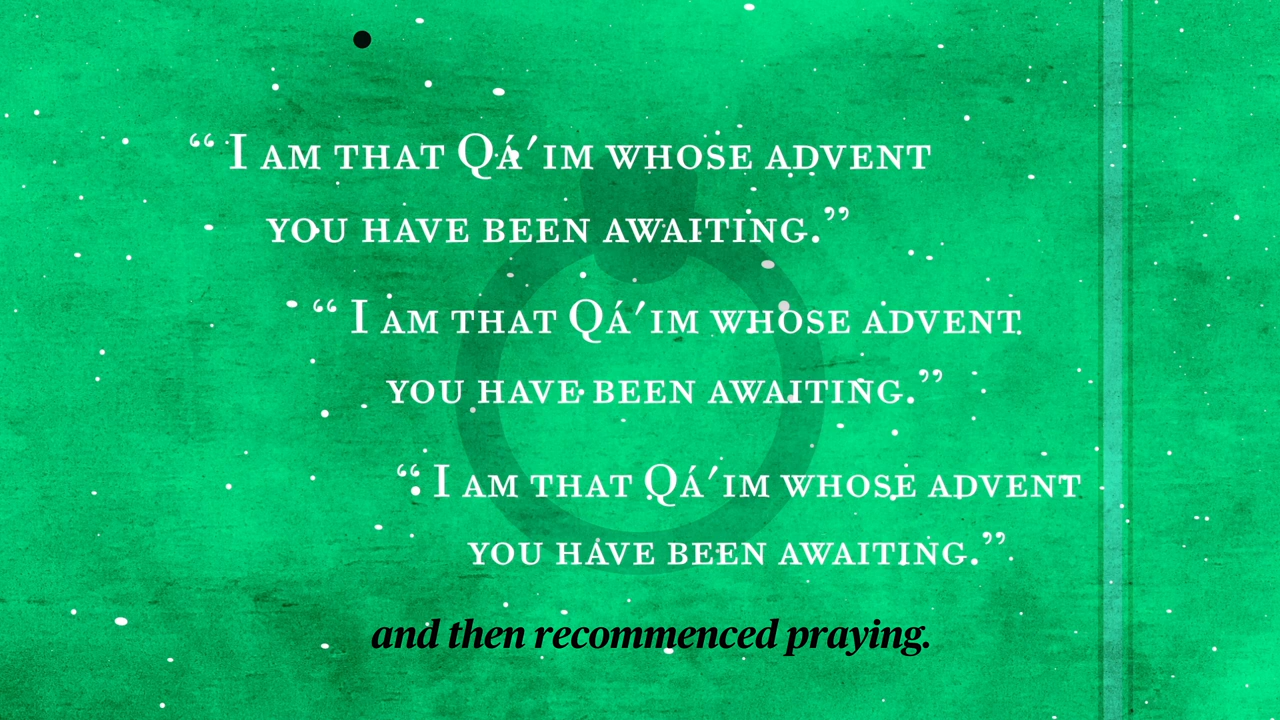 “ I am that Qá′im whose advent
you have been awaiting.”
“ I am that Qá′im whose advent
you have been awaiting.”
“ I am that Qá′im whose advent
you have been awaiting.”
and then recommenced praying.